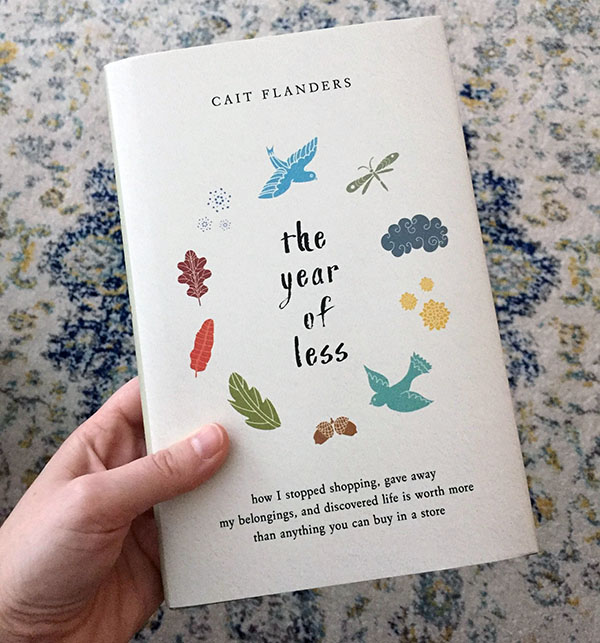 CAIT FLANDERS
the
year
of
less
how I stopped shopping, gave away
my belongings, and discovered life is worth more
than anything you can buy in a store